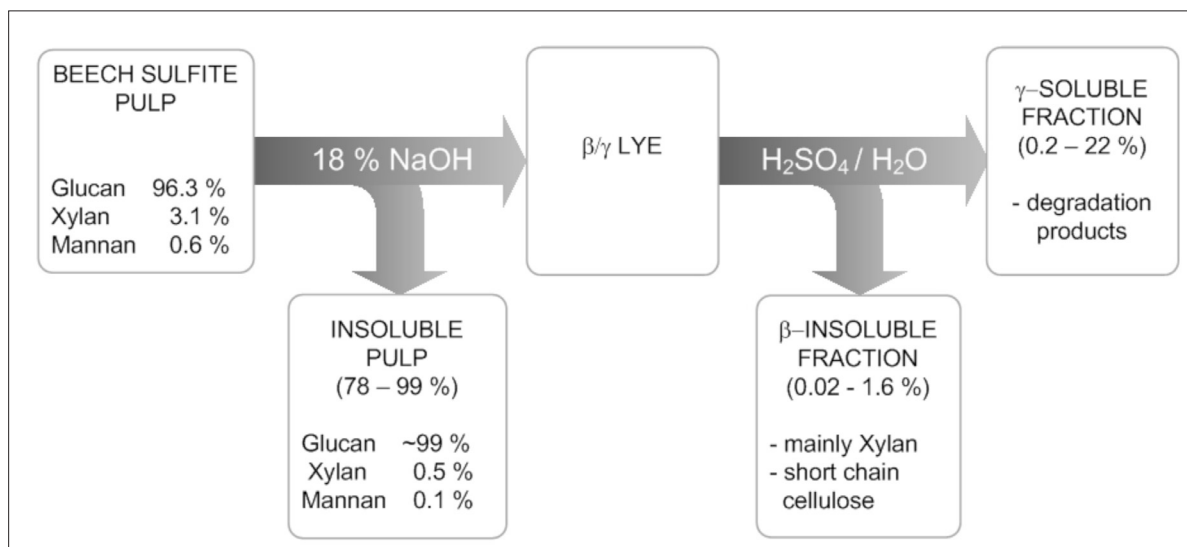 BEECH SULFITE
PULP
Glucan 96.3 %
Xylan 3.1 %
Mannan 0.6 %
18 % NaOH
INSOLUBLE
PULP
(78 – 99 %)
Glucan ~99 %
Xylan 0.5 %
Mannan 0.1 %
β/γ LYE
H₂SO₄ / H₂O
β–INSOLUBLE
FRACTION
(0.02 - 1.6 %)
- mainly Xylan
- short chain
cellulose
γ–SOLUBLE
FRACTION
(0.2 – 22 %)
- degradation
products